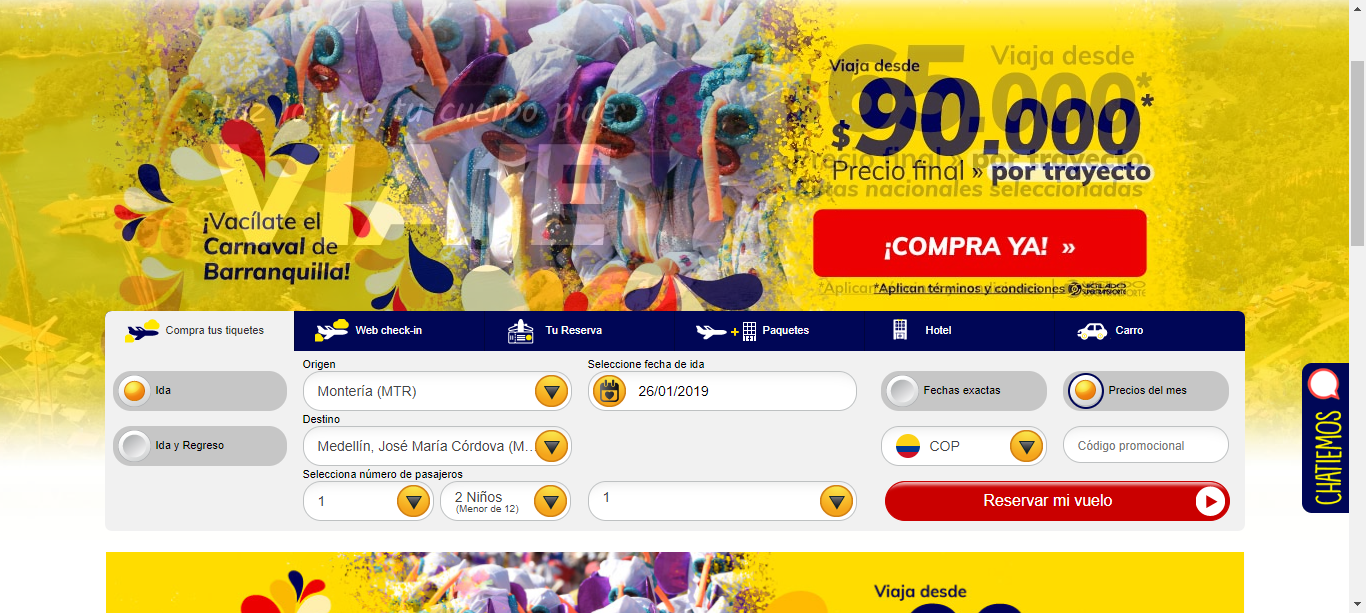 Haz lo que tu cuerpo pide
VIAJE
¡Vacílate el
Carnaval de
Barranquilla!
Viaja desde
Viaja desde
$90.000*
Precio final » por trayecto
Rutas nacionales seleccionadas
¡COMPRA YA! »
*Aplican términos y condiciones
Compra tus tiquetes
Web check-in
Tu Reserva
Paquetes
Hotel
Carro
Ida
Ida y Regreso
Origen
Montería (MTR)
Destino
Medellín, José María Córdova (M...
Selecciona número de pasajeros
1
2 Niños
(Menor de 12)
Seleccione fecha de ida
26/01/2019
1
Fechas exactas
Precios del mes
COP
Código promocional
Reservar mi vuelo
CHATIEMOS
Viaja desde